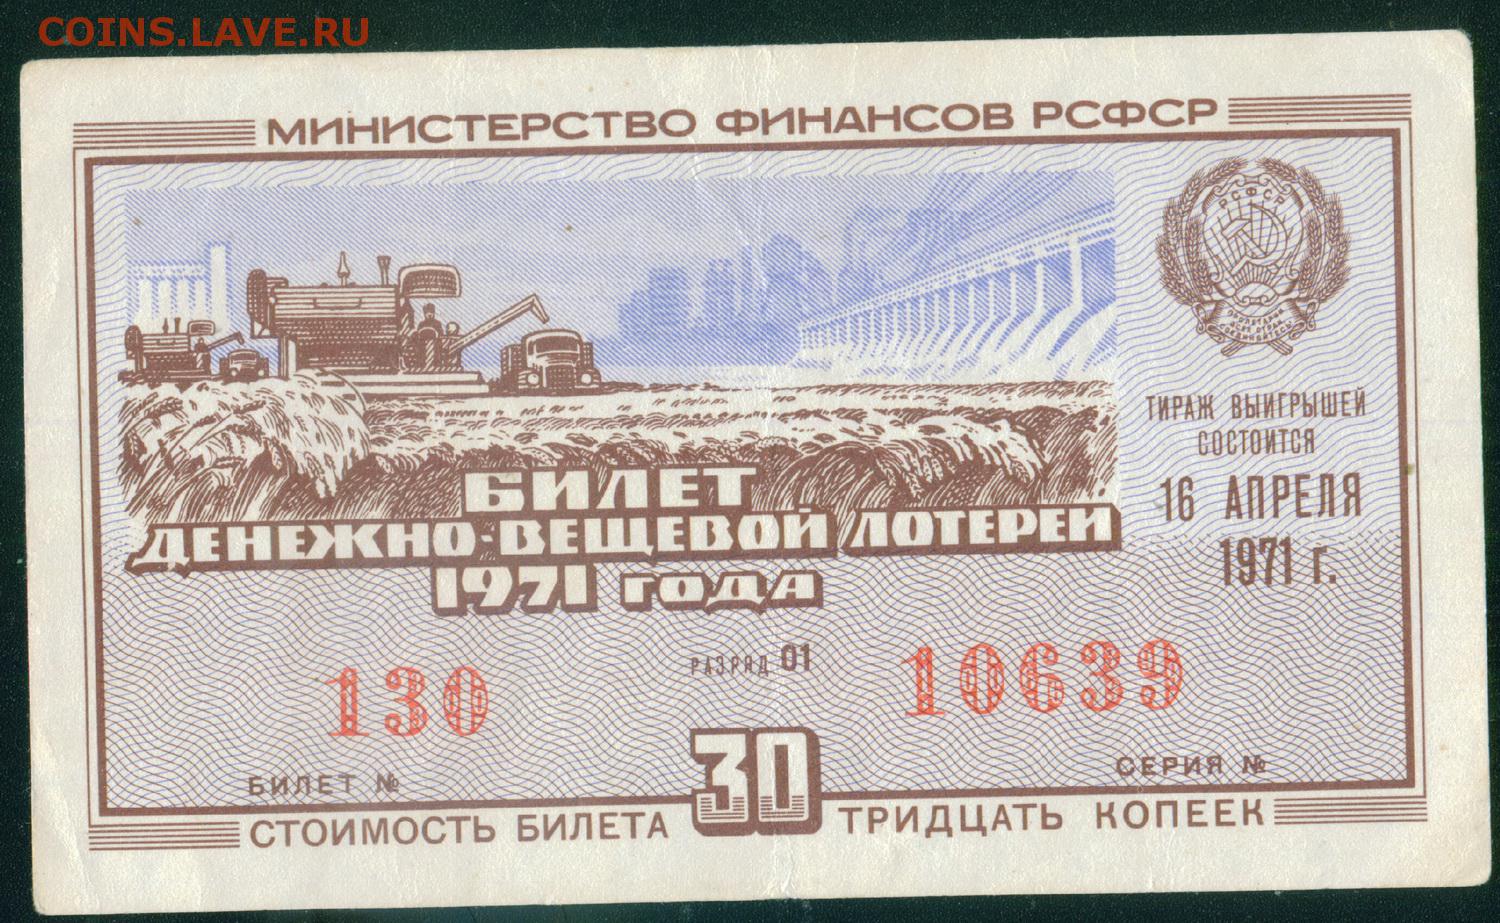 COINS.LAVE.RU
МИНИСТЕРСТВО ФИНАНСОВ РСФСР
РСФСР
ТИРАЖ ВЫИГРЫШЕЙ
СОСТОИТСЯ
16 АПРЕЛЯ
1971 г.
БИЛЕТ
ДЕНЕЖНО-ВЕЩЕВОЙ ЛОТЕРЕИ
1971 ГОДА
РАЗРЯД 01
130
10639
БИЛЕТ №
СЕРИЯ №
СТОИМОСТЬ БИЛЕТА 30 ТРИДЦАТЬ КОПЕЕК